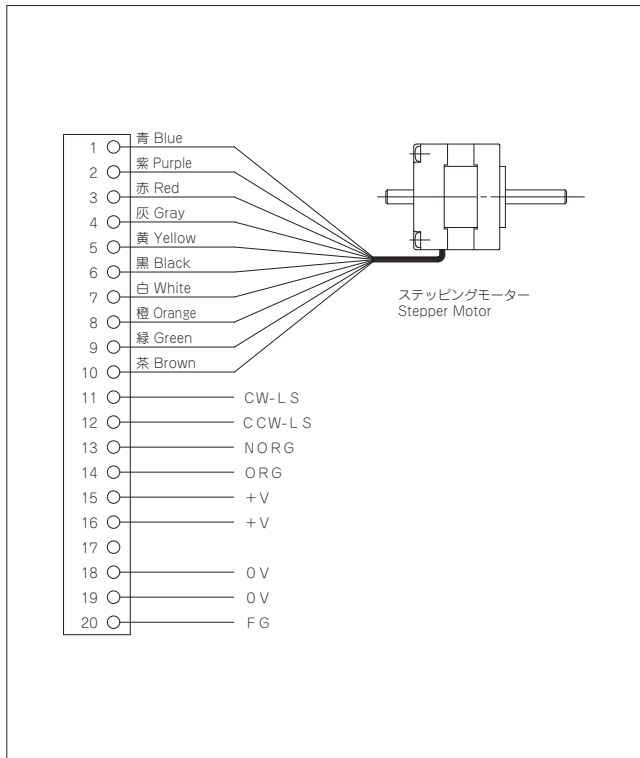 1 青 Blue
2 紫 Purple
3 赤 Red
4 灰 Gray
5 黄 Yellow
6 黒 Black
7 白 White
8 橙 Orange
9 緑 Green
10 茶 Brown
11 CW-LS
12 CCW-LS
13 NORG
14 ORG
15 +V
16 +V
17
18 0V
19 0V
20 FG
ステッピングモーター
Stepper Motor